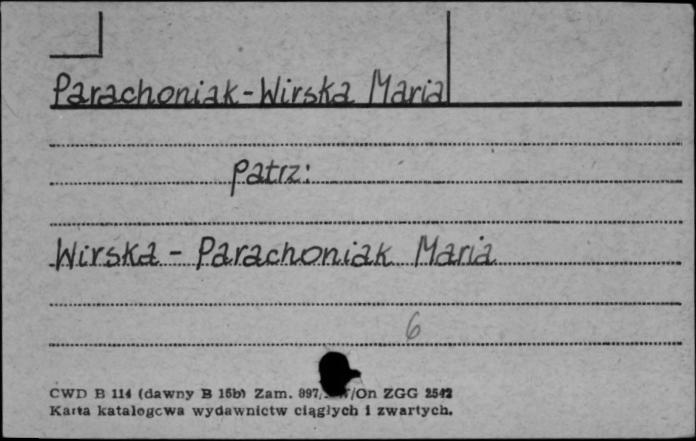 Parachoniak-Wirska Maria
Patrz:
Wirska - Parachoniak Maria
6
CWD B 114 (dawny B 15b) Zam. 897/ /On ZGG 2542
Karta katalogowa wydawnictw ciągłych i zwartych.